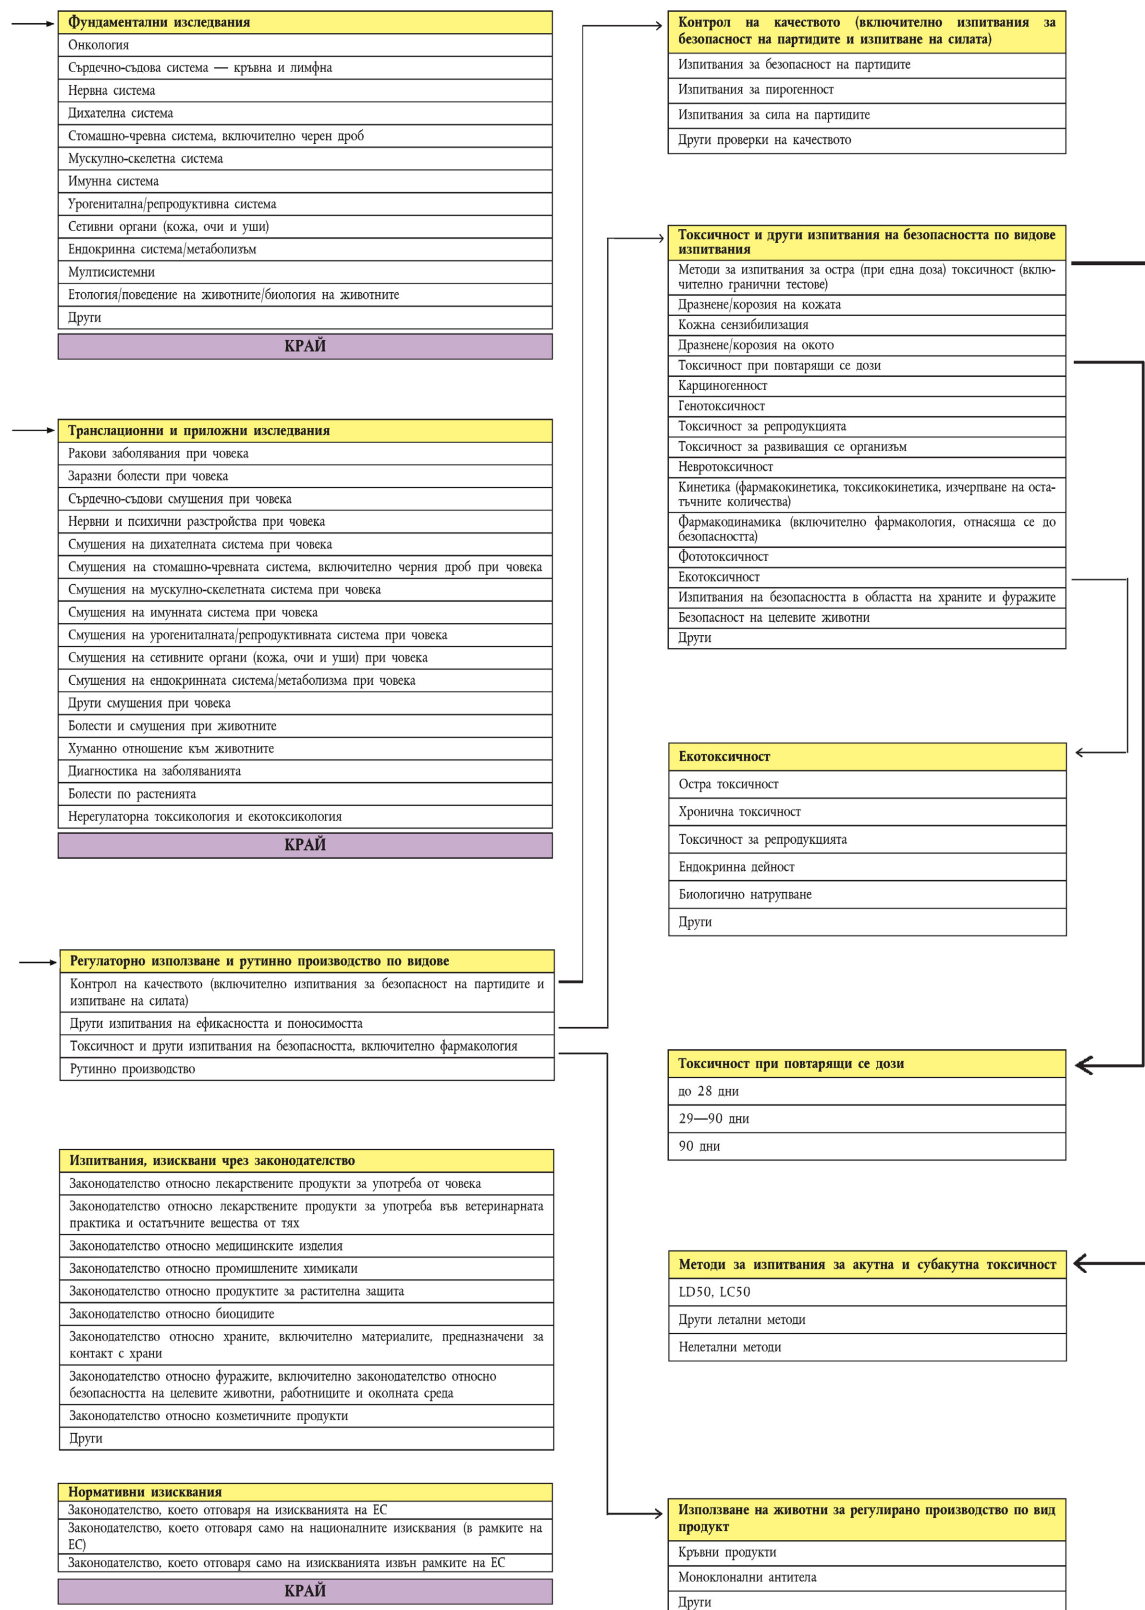 Фундаментални изследвания
Онкология
Сърдечно-съдова система — кръвна и лимфна
Нервна система
Дихателна система
Стомашно-чревна система, включително черен дроб
Мускулно-скелетна система
Имунна система
Урогенитална/репродуктивна система
Сетивни органи (кожа, очи и уши)
Ендокринна система/метаболизъм
Мултисистемни
Етология/поведение на животните/биология на животните
Други
КРАЙ
Транслационни и приложни изследвания
Ракови заболявания при човека
Заразни болести при човека
Сърдечно-съдови смущения при човека
Нервни и психични разстройства при човека
Смущения на дихателната система при човека
Смущения на стомашно-чревната система, включително черния дроб при човека
Смущения на мускулно-скелетната система при човека
Смущения на имунната система при човека
Смущения на урогениталната/репродуктивната система при човека
Смущения на сетивните органи (кожа, очи и уши) при човека
Смущения на ендокринната система/метаболизма при човека
Други смущения при човека
Болести и смущения при животните
Хуманно отношение към животните
Диагностика на заболяванията
Болести по растенията
Нерегулаторна токсикология и екотоксикология
КРАЙ
Регулаторно използване и рутинно производство по видове
Контрол на качеството (включително изпитвания за безопасност на партидите и
изпитване на силата)
Други изпитвания на ефикасността и поносимостта
Токсичност и други изпитвания на безопасността, включително фармакология
Рутинно производство
Изпитвания, изисквани чрез законодателство
Законодателство относно лекарствените продукти за употреба от човека
Законодателство относно лекарствените продукти за употреба във ветеринарната
практика и остатъчните вещества от тях
Законодателство относно медицинските изделия
Законодателство относно промишлените химикали
Законодателство относно продуктите за растителна защита
Законодателство относно биоцидите
Законодателство относно храните, включително материалите, предназначени за
контакт с храни
Законодателство относно фуражите, включително законодателство относно
безопасността на целевите животни, работниците и околната среда
Законодателство относно козметичните продукти
Други
Нормативни изисквания
Законодателство, което отговаря на изискванията на ЕС
Законодателство, което отговаря само на националните изисквания (в рамките на
ЕС)
Законодателство, което отговаря само на изискванията извън рамките на ЕС
КРАЙ
Контрол на качеството (включително изпитвания за
безопасност на партидите и изпитване на силата)
Изпитвания за безопасност на партидите
Изпитвания за пирогенност
Изпитвания за сила на партидите
Други проверки на качеството
Токсичност и други изпитвания на безопасността по видове
изпитвания
Методи за изпитвания за остра (при една доза) токсичност (вклю-
чително гранични тестове)
Дразнене/корозия на кожата
Кожна сензибилизация
Дразнене/корозия на окото
Токсичност при повтарящи се дози
Карциногенност
Генотоксичност
Токсичност за репродукцията
Токсичност за развиващия се организъм
Невротоксичност
Кинетика (фармакокинетика, токсикокинетика, изчерпване на оста-
тъчните количества)
Фармакодинамика (включително фармакология, отнасяща се до
безопасността)
Фототоксичност
Екотоксичност
Изпитвания на безопасността в областта на храните и фуражите
Безопасност на целевите животни
Други
Екотоксичност
Остра токсичност
Хронична токсичност
Токсичност за репродукцията
Ендокринна дейност
Биологично натрупване
Други
Токсичност при повтарящи се дози
до 28 дни
29—90 дни
90 дни
Методи за изпитвания за акутна и субакутна токсичност
LD50, LC50
Други летални методи
Нелетални методи
Използване на животни за регулирано производство по вид
продукт
Кръвни продукти
Моноклонални антитела
Други